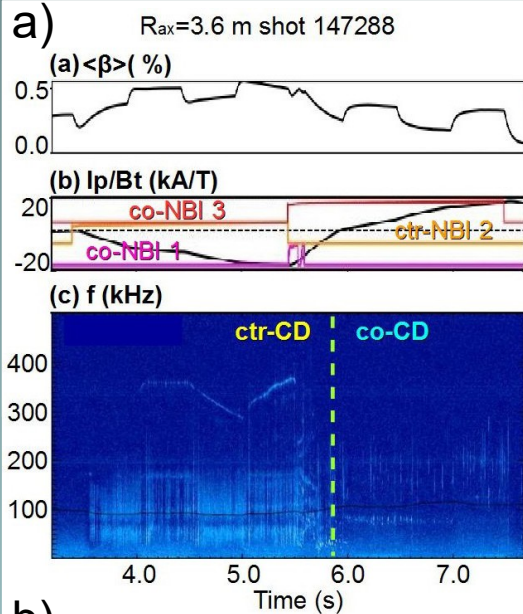 a)
Rax=3.6 m shot 147288
(a)<β>( %)
0.5
0.0
(b) Ip/Bt (kA/T)
20
co-NBI 3
ctr-NBI 2
co-NBI 1
-20
(c) f (kHz)
ctr-CD co-CD
400
300
200
100
4.0 5.0 6.0 7.0
Time (s)